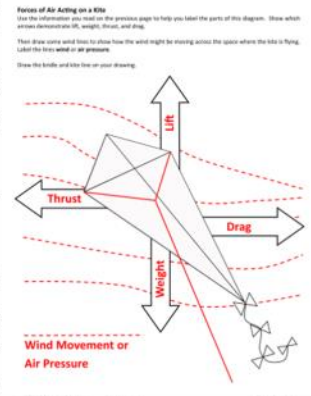 Forces of Air Acting on a Kite
Use the information you read on the previous page to help you label the parts of this diagram. Show which
arrows demonstrate lift, weight, thrust, and drag.
Then draw some wind lines to show how the wind might be moving across the space where the kite is flying.
Label the lines wind or air pressure.
Draw the bridle and kite line on your drawing.
Lift
Thrust
Drag
Weight
Wind Movement or
Air Pressure